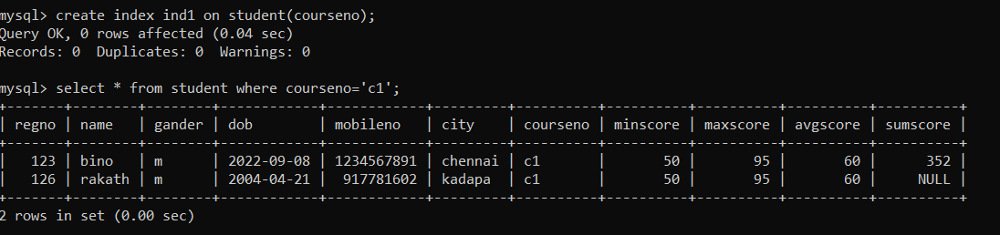 mysql> create index ind1 on student(courseno);
Query OK, 0 rows affected (0.04 sec)
Records: 0  Duplicates: 0  Warnings: 0
mysql> select * from student where courseno='c1';
+-------+--------+--------+------------+------------+---------+----------+----------+----------+----------+----------+
| regno | name   | gander | dob        | mobileno   | city    | courseno | minscore | maxscore | avgscore | sumscore |
+-------+--------+--------+------------+------------+---------+----------+----------+----------+----------+----------+
|   123 | bino   | m      | 2022-09-08 | 1234567891 | chennai | c1       |       50 |       95 |       60 |      352 |
|   126 | rakath | m      | 2004-04-21 |  917781602 | kadapa  | c1       |       50 |       95 |       60 |     NULL |
+-------+--------+--------+------------+------------+---------+----------+----------+----------+----------+----------+
2 rows in set (0.00 sec)